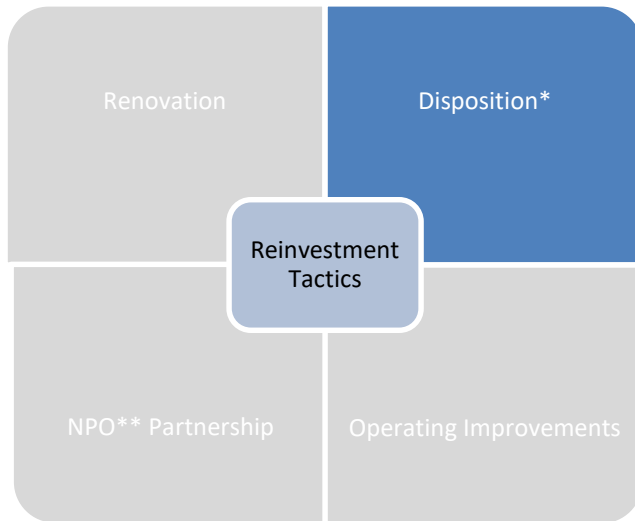 Renovation
Disposition*
Reinvestment
Tactics
NPO** Partnership
Operating Improvements